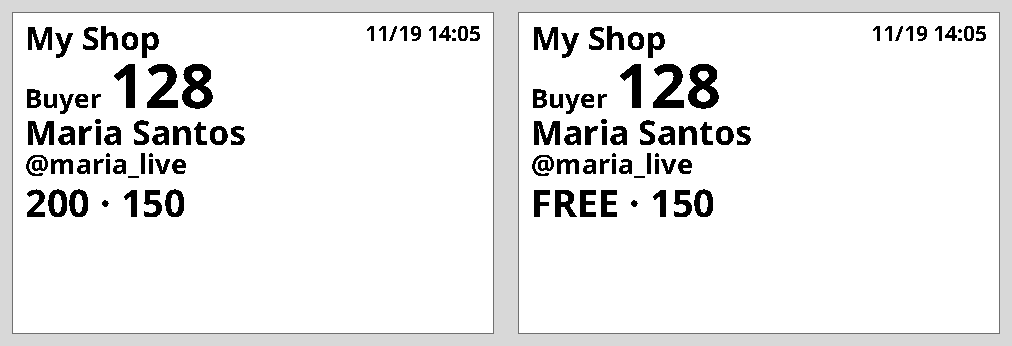 My Shop 11/19 14:05
Buyer 128
Maria Santos
@maria_live
200 · 150
My Shop 11/19 14:05
Buyer 128
Maria Santos
@maria_live
FREE · 150